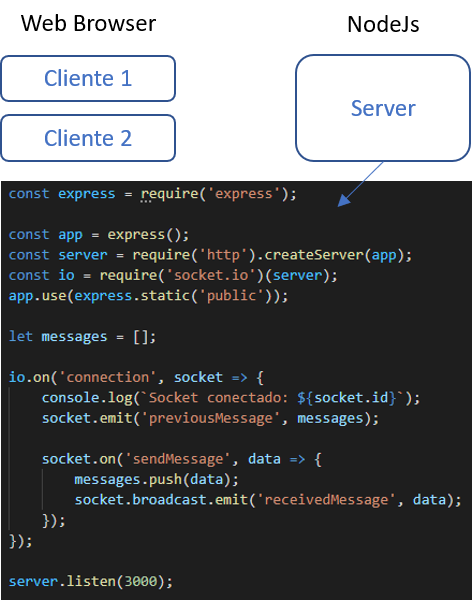 Web Browser
NodeJs
Cliente 1
Cliente 2
Server
const express = require('express');
const app = express();
const server = require('http').createServer(app);
const io = require('socket.io')(server);
app.use(express.static('public'));
let messages = [];
io.on('connection', socket => {
    console.log(`Socket conectado: ${socket.id}`);
    socket.emit('previousMessage', messages);
    socket.on('sendMessage', data => {
        messages.push(data);
        socket.broadcast.emit('receivedMessage', data);
    });
});
server.listen(3000);